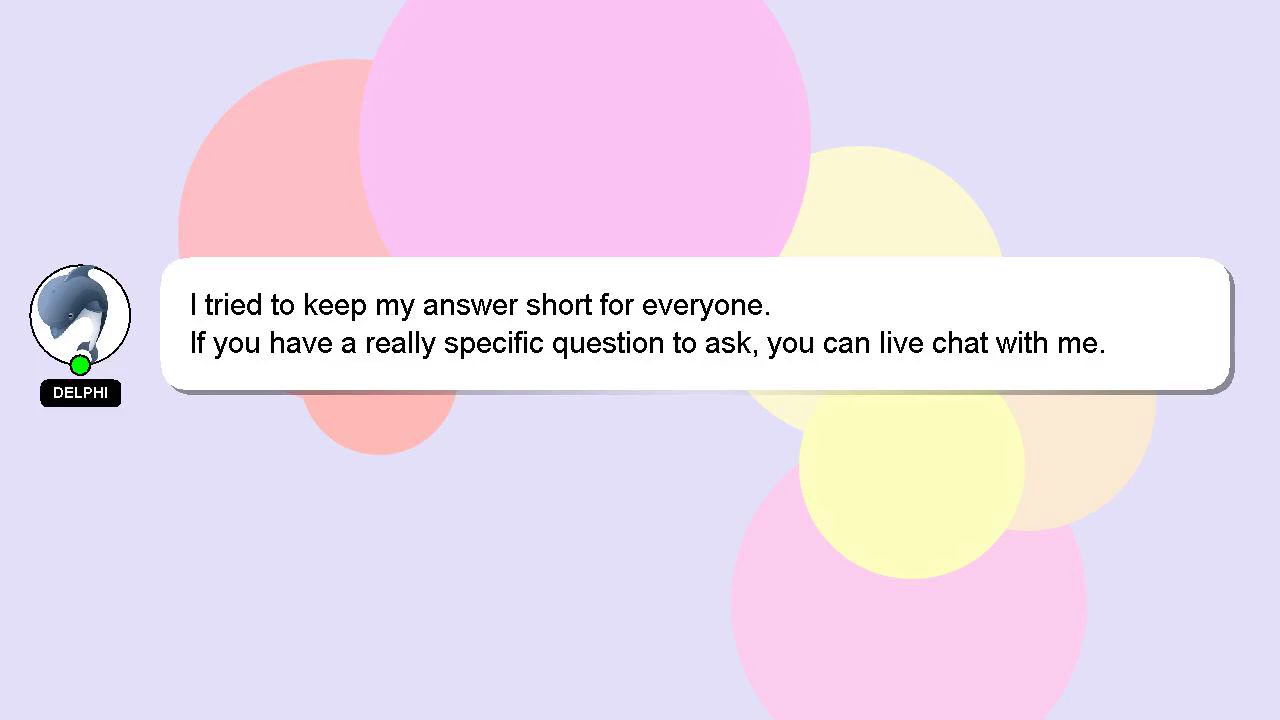 I tried to keep my answer short for everyone.
If you have a really specific question to ask, you can live chat with me.
DELPHI